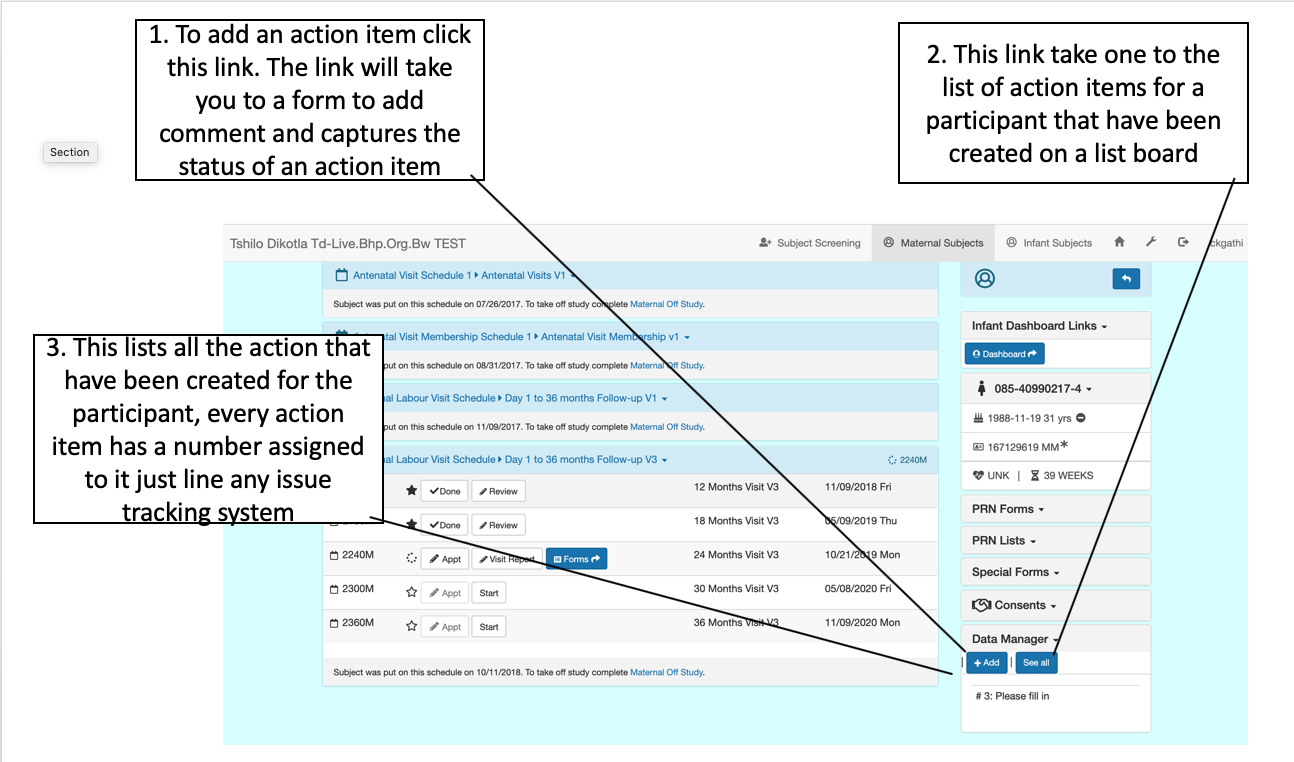 1. To add an action item click
this link. The link will take
you to a form to add
comment and captures the
status of an action item
2. This link take one to the
list of action items for a
participant that have been
created on a list board
Section
Tshilo Dikotla Td-Live.Bhp.Org.Bw TEST
Subject Screening
Maternal Subjects
Infant Subjects
ckgathi
Antenatal Visit Schedule 1 Antenatal Visits V1
Subject was put on this schedule on 07/26/2017. To take off study complete Maternal Off Study.
Visit Membership Schedule 1 Antenatal Visit Membership v1
put on this schedule on 08/31/2017. To take off study complete Maternal Off Study.
Labour Visit Schedule Day 1 to 36 months Follow-up V1
put on this schedule on 11/09/2017. To take off study complete Maternal Off Study.
Labour Visit Schedule Day 1 to 36 months Follow-up V3 2240M
3. This lists all the action that
have been created for the
participant, every action
item has a number assigned
to it just line any issue
tracking system
Done Review 12 Months Visit V3 11/09/2018 Fri
Done Review 18 Months Visit V3 05/09/2019 Thu
2240M Appt Visit Report Forms 24 Months Visit V3 10/21/2019 Mon
2300M Appt Start 30 Months Visit V3 05/08/2020 Fri
2360M Appt Start 36 Months Visit V3 11/09/2020 Mon
Subject was put on this schedule on 10/11/2018. To take off study complete Maternal Off Study.
Infant Dashboard Links
Dashboard
085-40990217-4
1988-11-19 31 yrs
167129619 MM*
UNK | 39 WEEKS
PRN Forms
PRN Lists
Special Forms
Consents
Data Manager
| + Add | See all
# 3: Please fill in